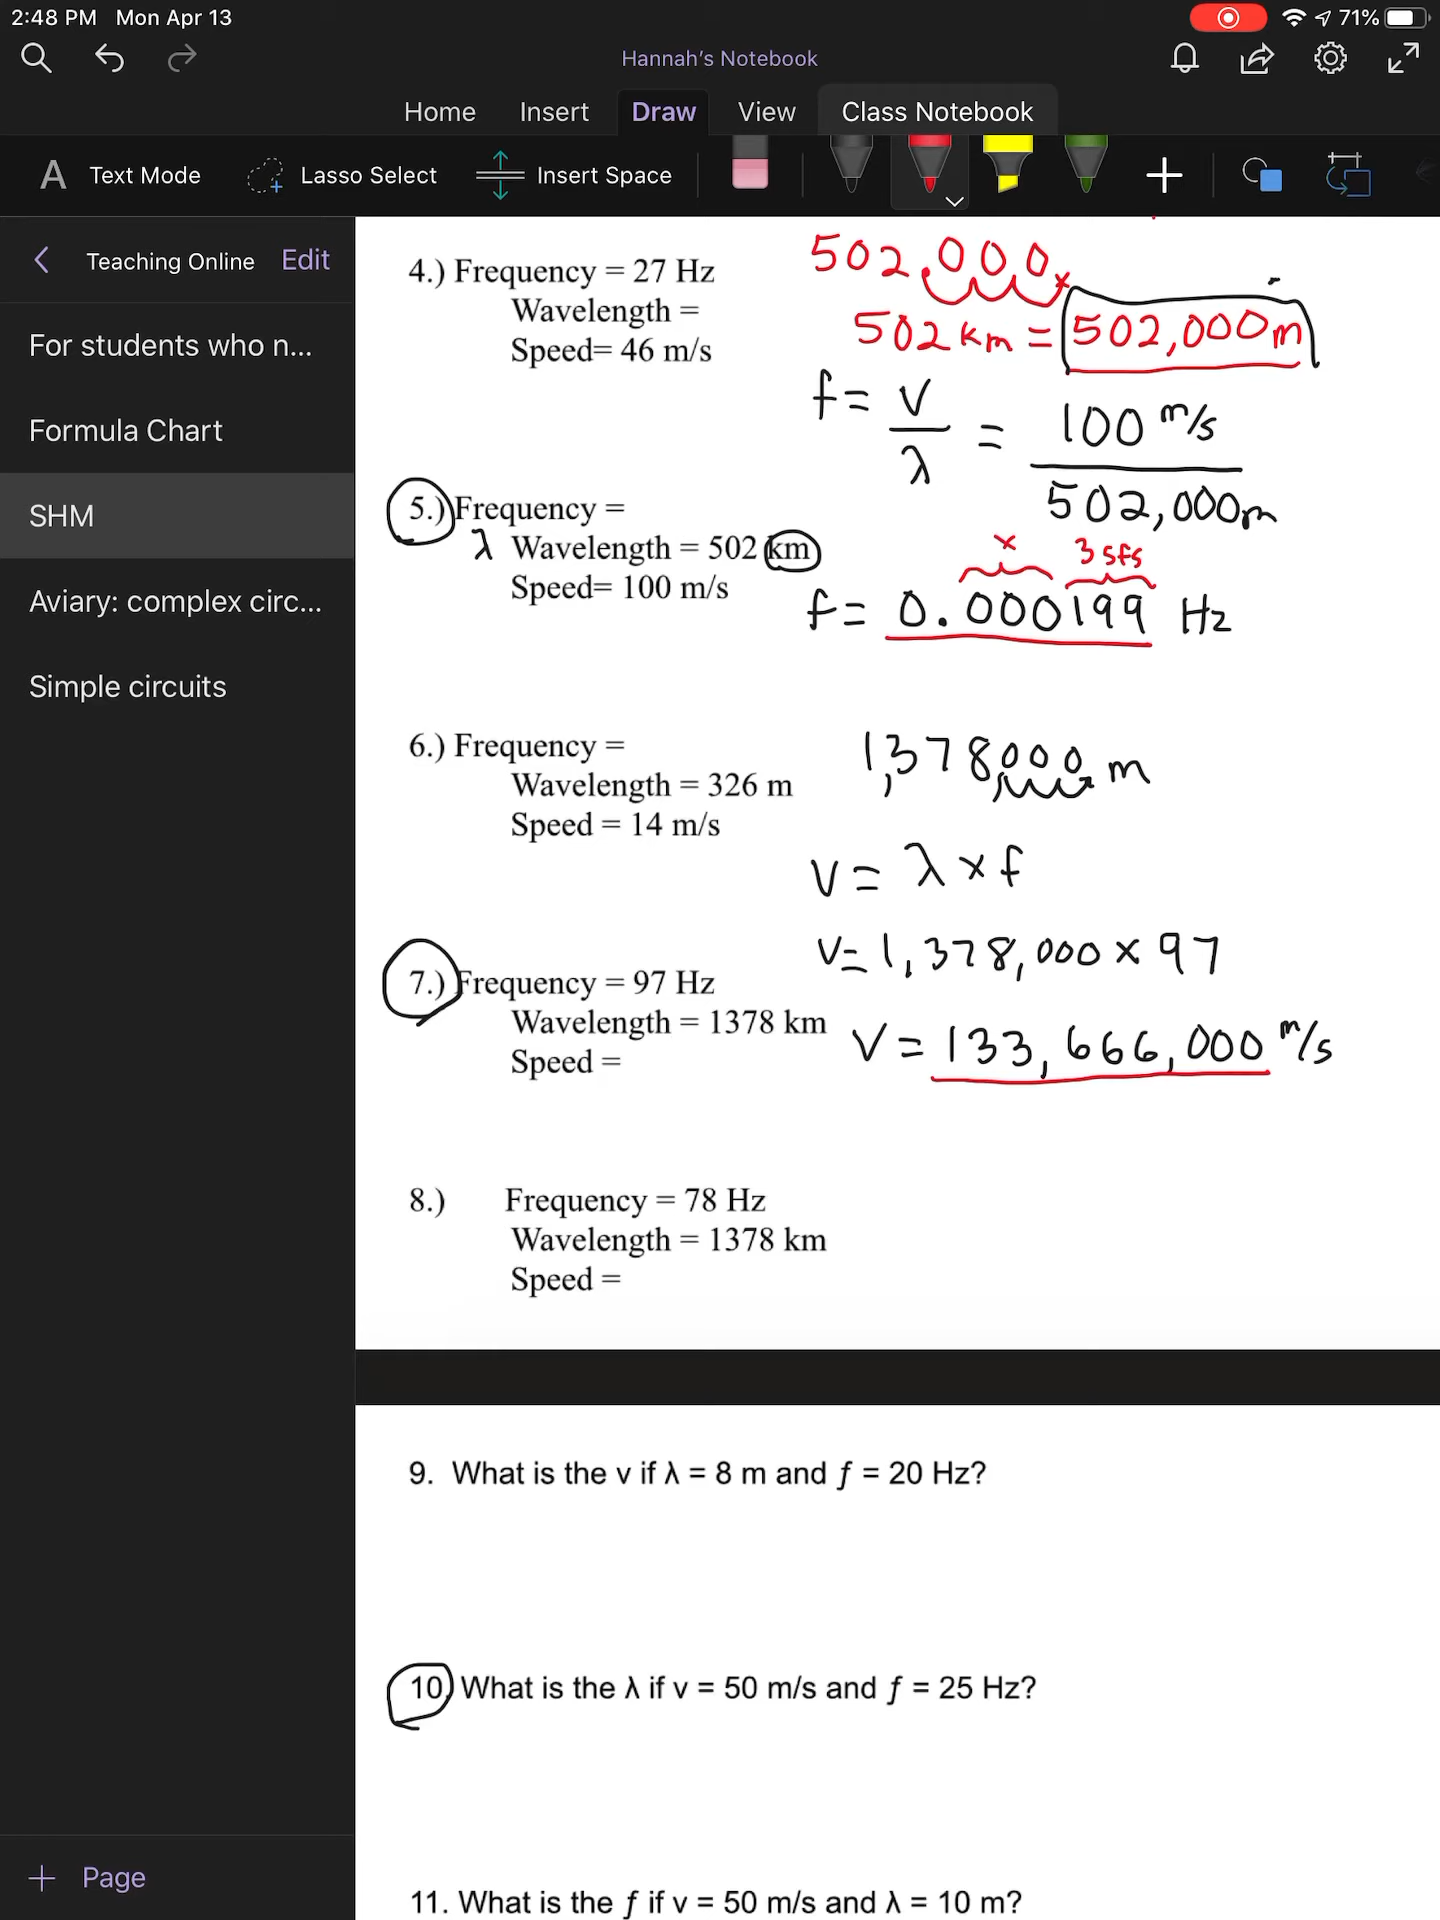 2:48 PM Mon Apr 13 71%
Hannah's Notebook
Home Insert Draw View Class Notebook
A Text Mode Lasso Select Insert Space
Teaching Online Edit
For students who n...
Formula Chart
SHM
Aviary: complex circ...
Simple circuits
+ Page
4.) Frequency = 27 Hz
Wavelength =
Speed= 46 m/s
502.000.
502 km = 502,000m
f = v/λ = 100 m/s / 502,000m
5.) Frequency =
λ Wavelength = 502 km
Speed= 100 m/s
x 3 sfs
f = 0.000199 Hz
6.) Frequency =
Wavelength = 326 m
Speed = 14 m/s
1,378,000 m
v = λ x f
v = 1,378,000 x 97
7.) Frequency = 97 Hz
Wavelength = 1378 km
Speed =
V = 133,666,000 m/s
8.) Frequency = 78 Hz
Wavelength = 1378 km
Speed =
9. What is the v if λ = 8 m and ƒ = 20 Hz?
10. What is the λ if v = 50 m/s and ƒ = 25 Hz?
11. What is the ƒ if v = 50 m/s and λ = 10 m?